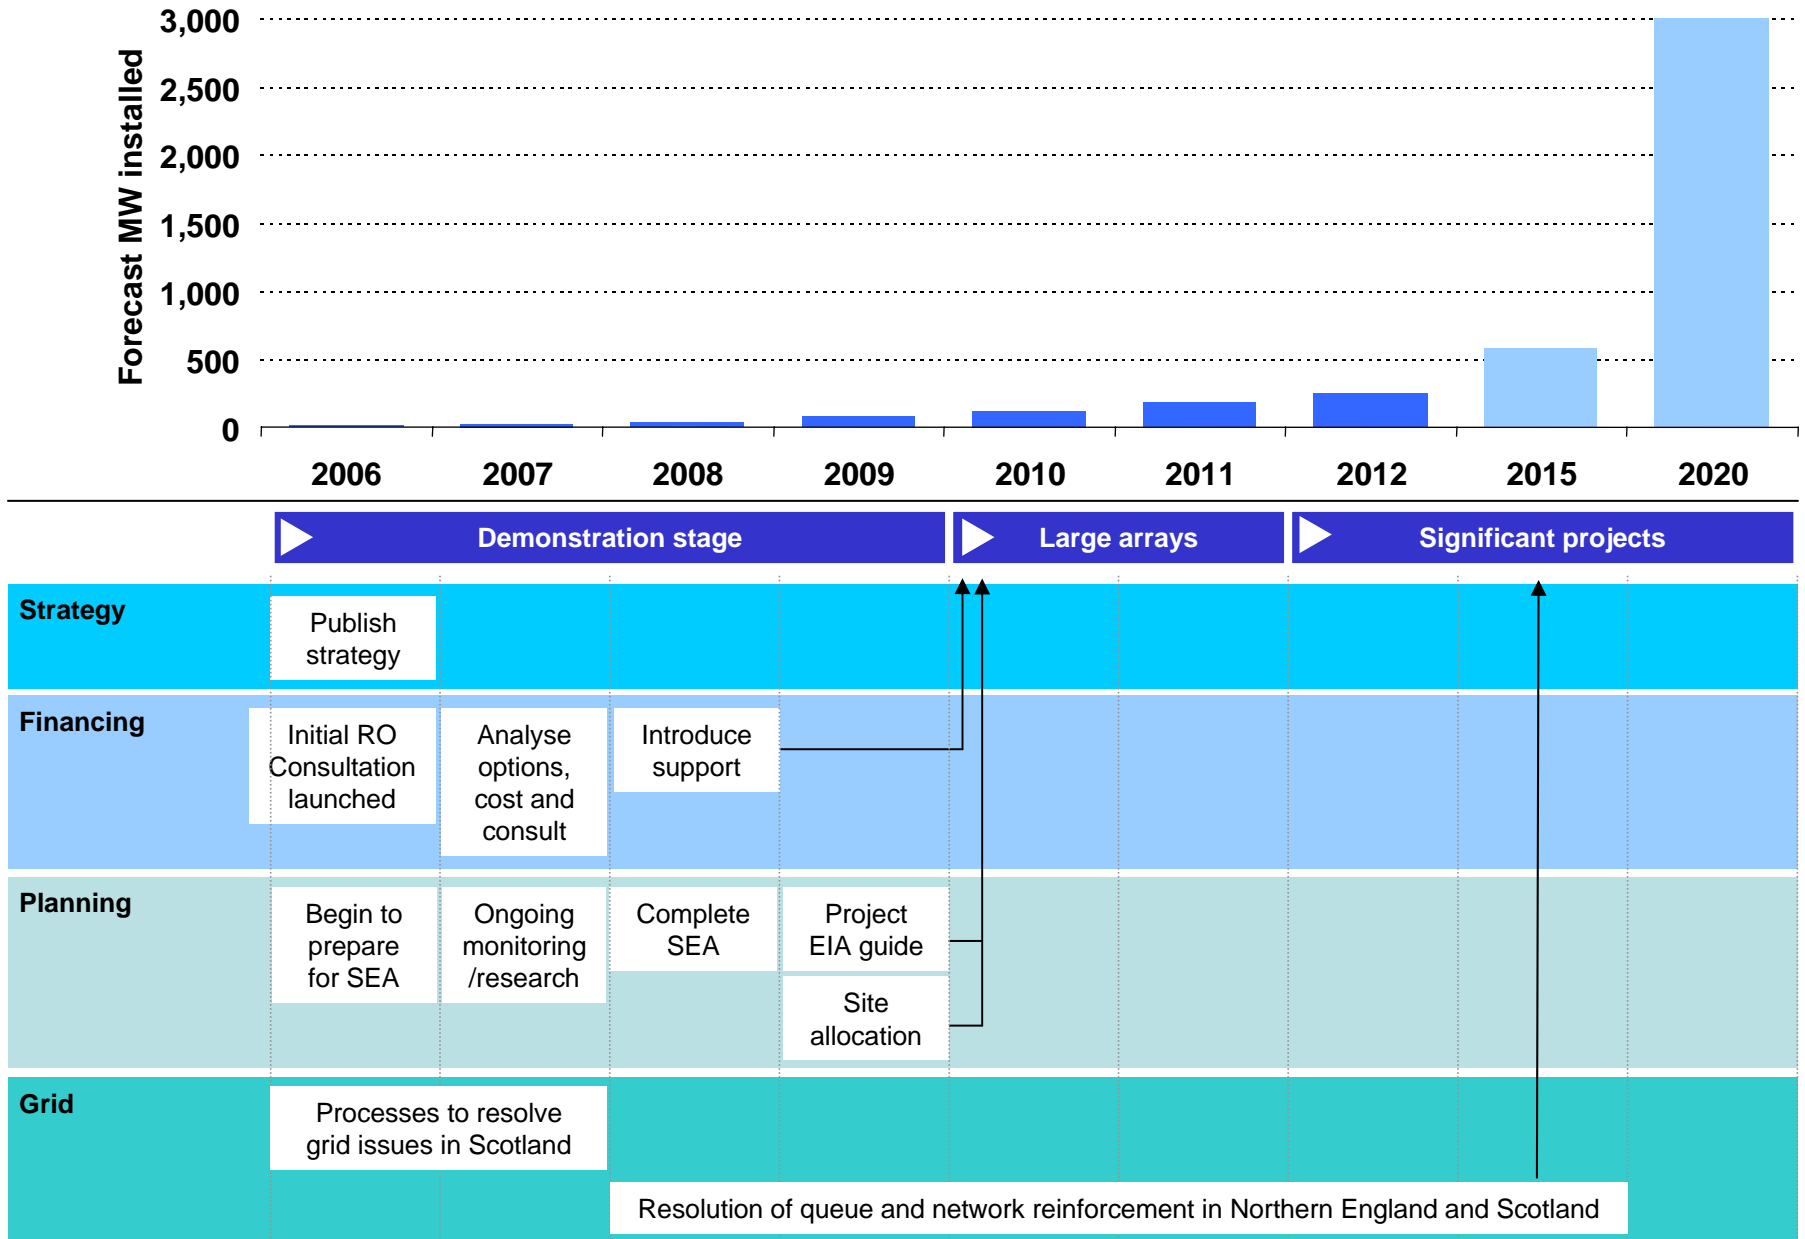 Forecast MW installed
3,000
2,500
2,000
1,500
1,000
500
0
2006 2007 2008 2009 2010 2011 2012 2015 2020
Demonstration stage
Large arrays
Significant projects
Strategy
Publish
strategy
Financing
Initial RO
Consultation
launched
Analyse
options,
cost and
consult
Introduce
support
Planning
Begin to
prepare
for SEA
Ongoing
monitoring
/research
Complete
SEA
Project
EIA guide
Site
allocation
Grid
Processes to resolve
grid issues in Scotland
Resolution of queue and network reinforcement in Northern England and Scotland